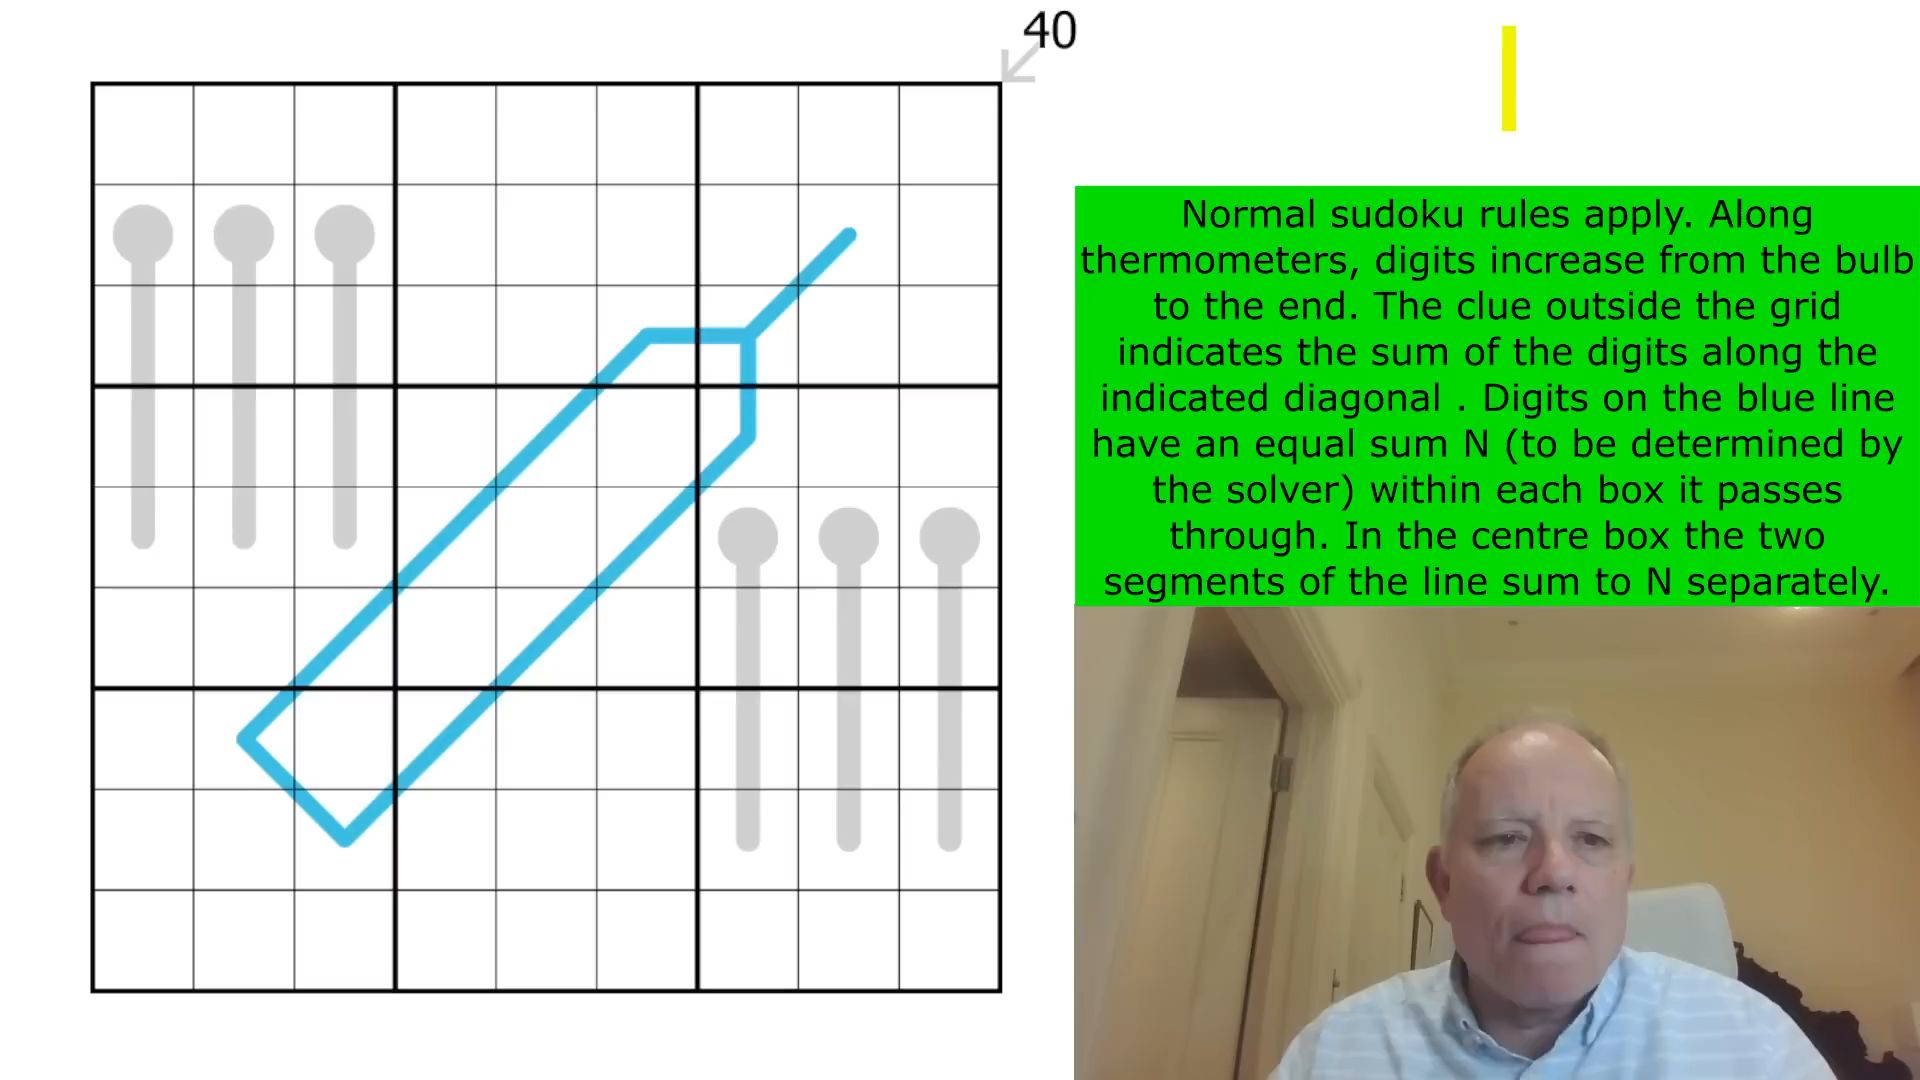 40
Normal sudoku rules apply. Along
thermometers, digits increase from the bulb
to the end. The clue outside the grid
indicates the sum of the digits along the
indicated diagonal . Digits on the blue line
have an equal sum N (to be determined by
the solver) within each box it passes
through. In the centre box the two
segments of the line sum to N separately.